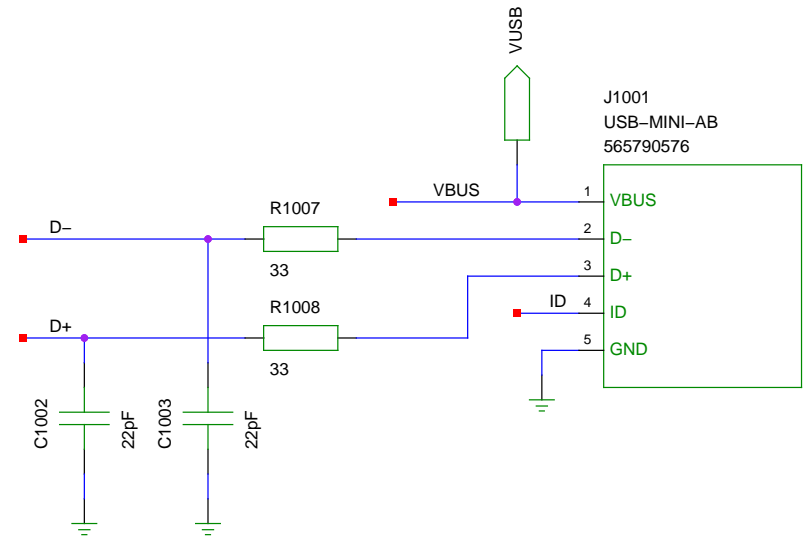 VUSB
J1001
USB−MINI−AB
565790576
VBUS
1
VBUS
R1007
D−
2
D−
33
3
D+
R1008
ID
4
ID
D+
5
GND
33
C1002
22pF
C1003
22pF